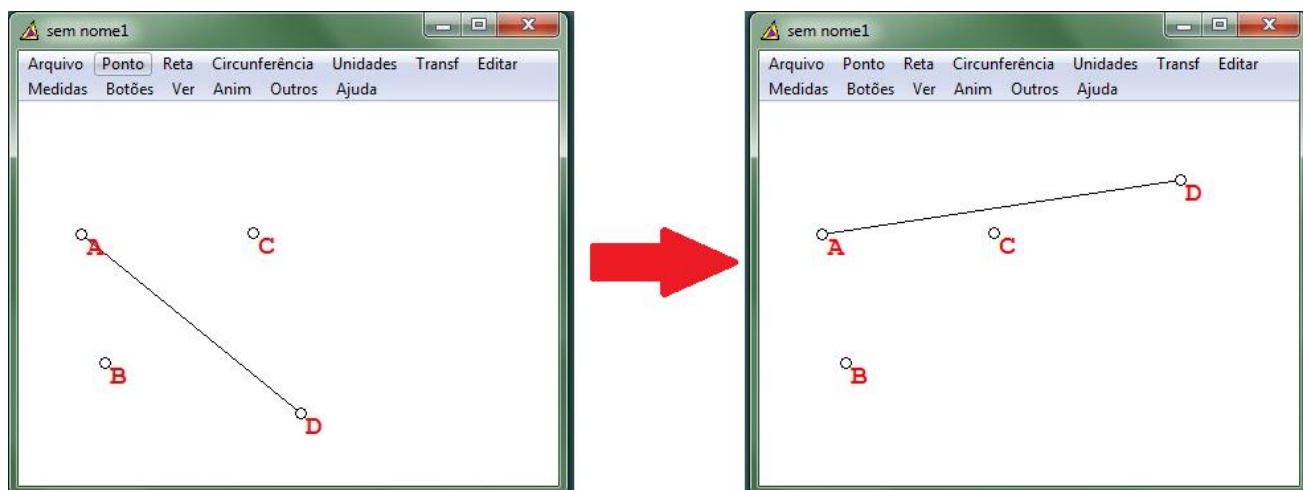 sem nome1
Arquivo Ponto Reta Circunferência Unidades Transf Editar
Medidas Botões Ver Anim Outros Ajuda
A
C
B
D
sem nome1
Arquivo Ponto Reta Circunferência Unidades Transf Editar
Medidas Botões Ver Anim Outros Ajuda
D
A
C
B